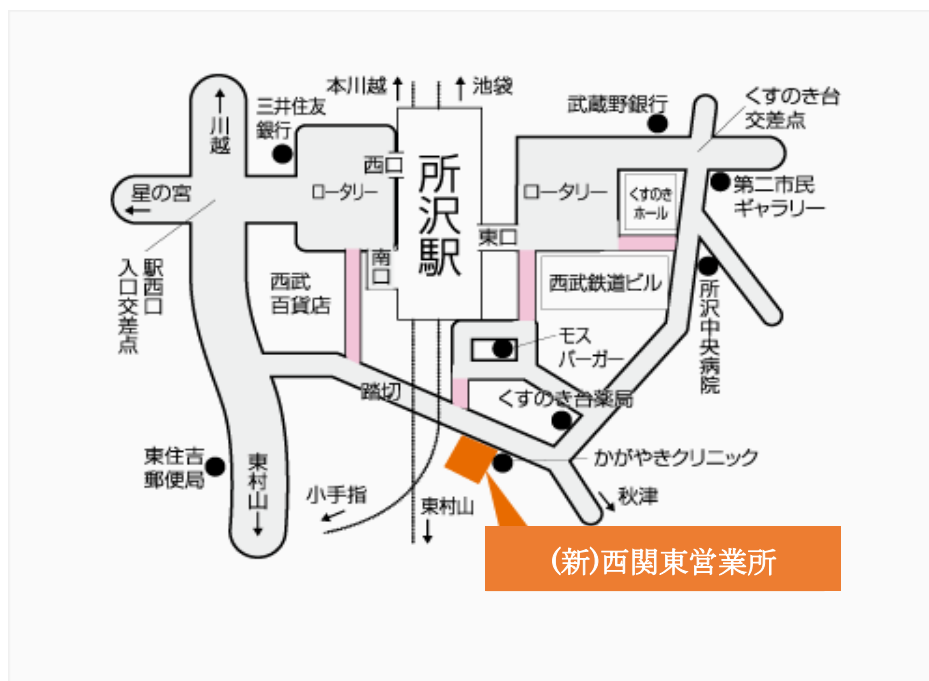 本川越
池袋
三井住友
銀行
川越
武蔵野銀行
くすのき台
交差点
西口
所沢駅
星の宮
ロータリー
ロータリー
くすのき
ホール
第二市民
ギャラリー
東口
南口
駅西口
入口交差点
西武
百貨店
西武鉄道ビル
所沢中央病院
モス
バーガー
踏切
くすのき台薬局
東住吉
郵便局
東村山
かがやきクリニック
小手指
東村山
秋津
(新)西関東営業所